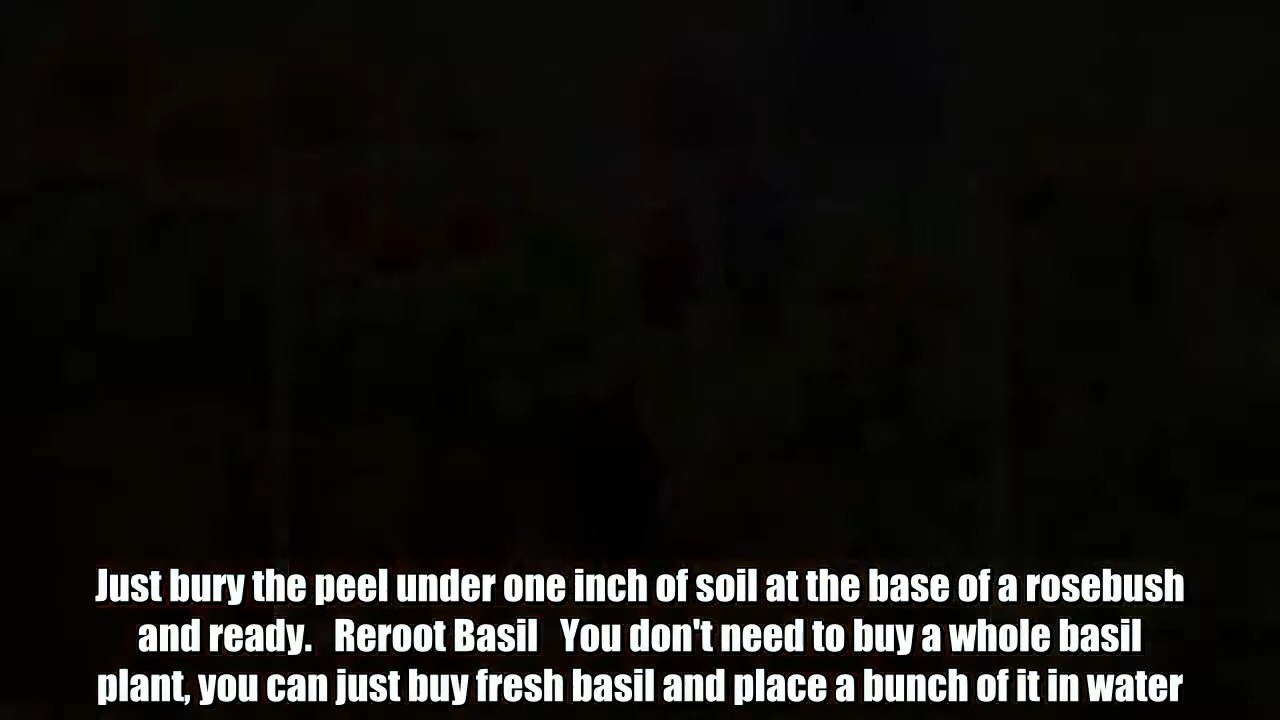 Just bury the peel under one inch of soil at the base of a rosebush
and ready.   Reroot Basil   You don't need to buy a whole basil
plant, you can just buy fresh basil and place a bunch of it in water